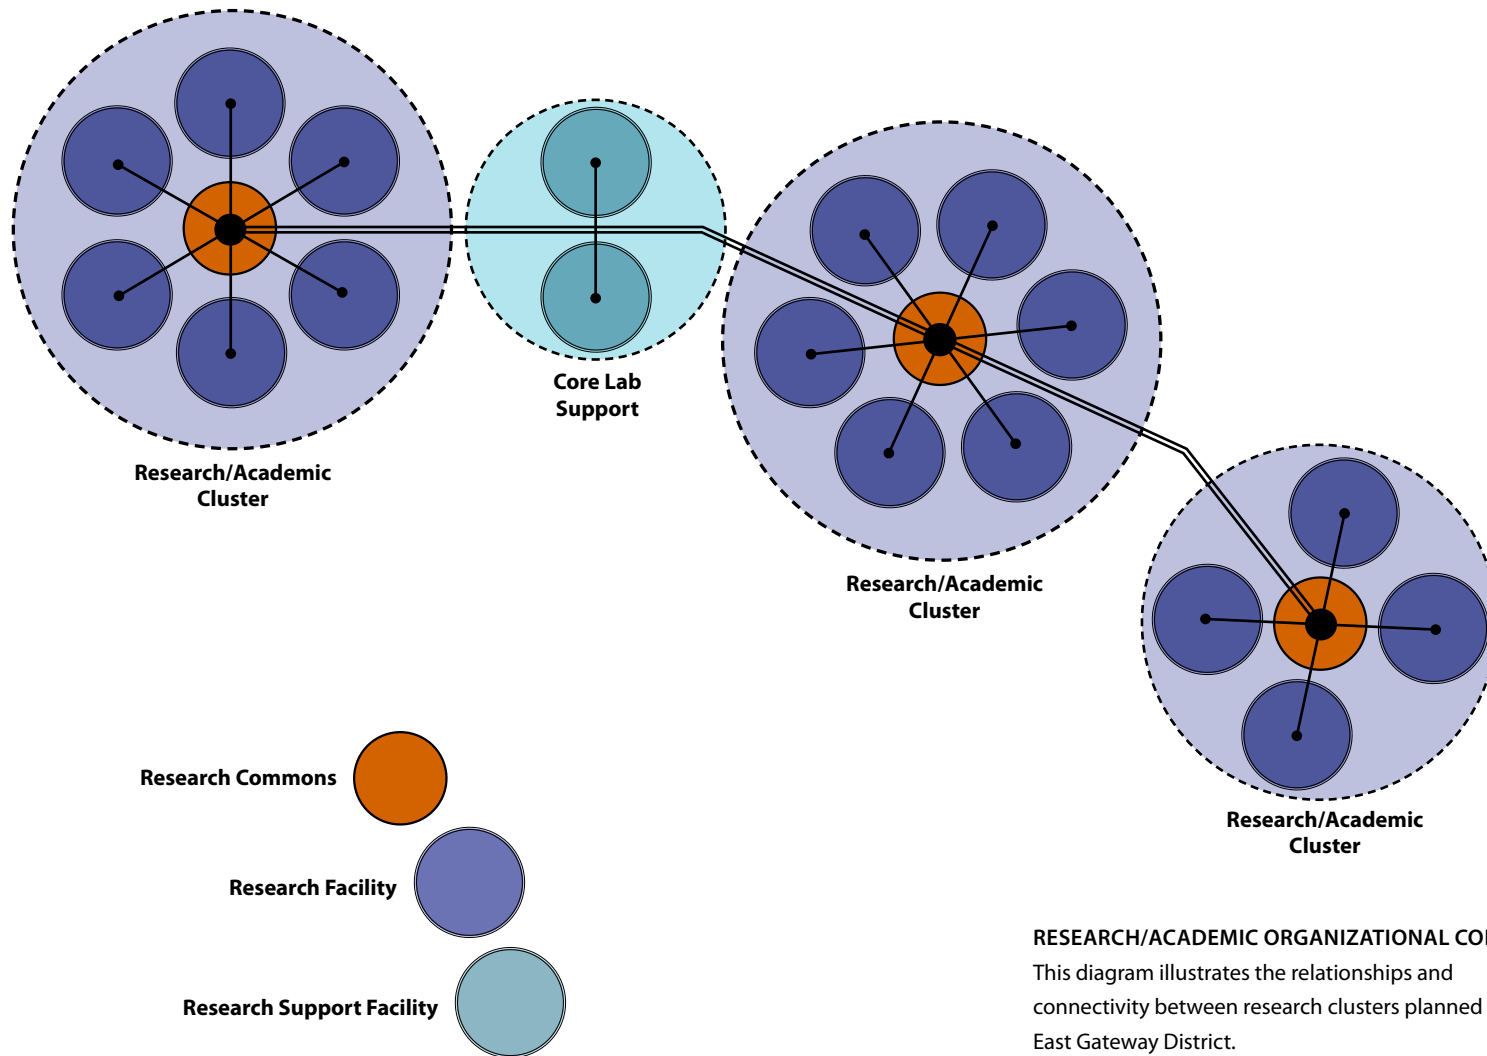 Core Lab
Support
Research/Academic
Cluster
Research/Academic
Cluster
Research/Academic
Cluster
Research Commons
Research Facility
Research Support Facility
RESEARCH/ACADEMIC ORGANIZATIONAL
This diagram illustrates the relationships and
connectivity between research clusters planned
East Gateway District.